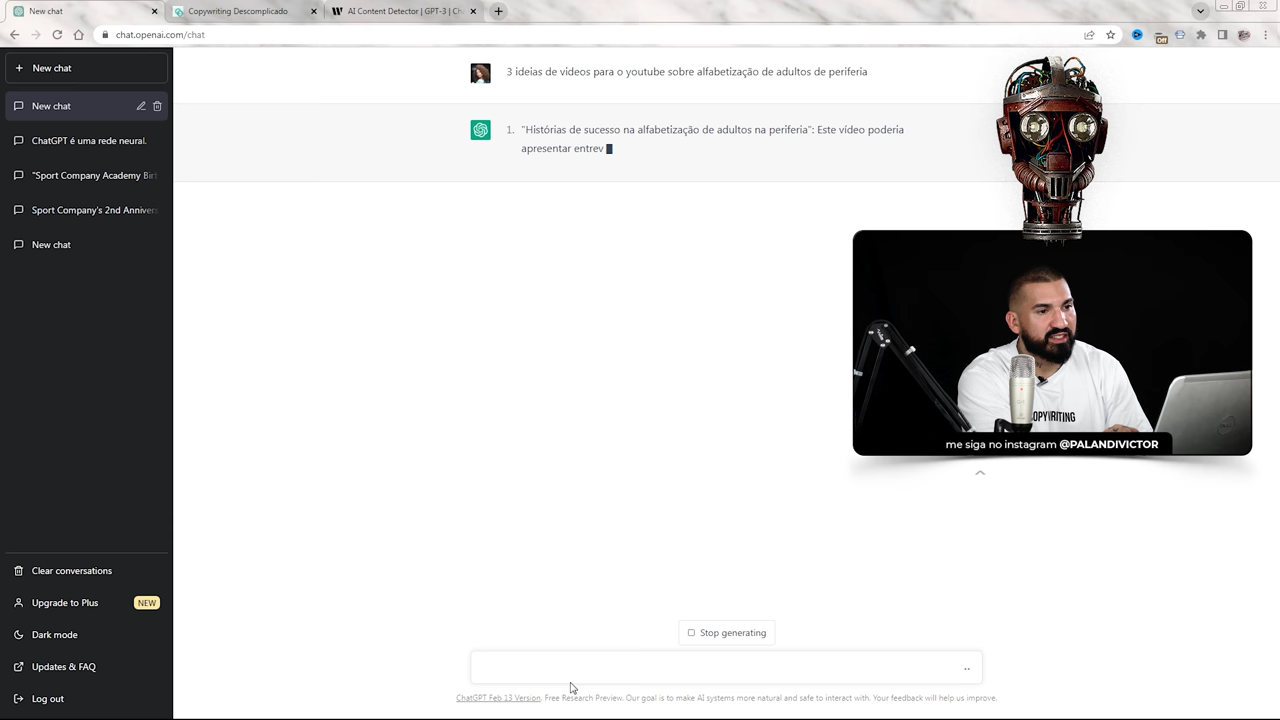 New chat
Copywriting Descomplicado
AI Content Detector | GPT-3 | Ch
chat.openai.com/chat
Off
New chat
New chat
ChatGPT é uma rede neural.
"Sport Company Academy Birt
Sport Company's 2nd Anniver
New chat
Clear conversations
Upgrade to Plus NEW
Dark mode
Updates & FAQ
Log out
3 ideias de videos para o youtube sobre alfabetização de adultos de periferia
1. "Histórias de sucesso na alfabetização de adultos na periferia": Este vídeo poderia
apresentar entrev
OPYWRITING
me siga no instagram @PALANDIVICTOR
Stop generating
ChatGPT Feb 13 Version. Free Research Preview. Our goal is to make AI systems more natural and safe to interact with. Your feedback will help us improve.